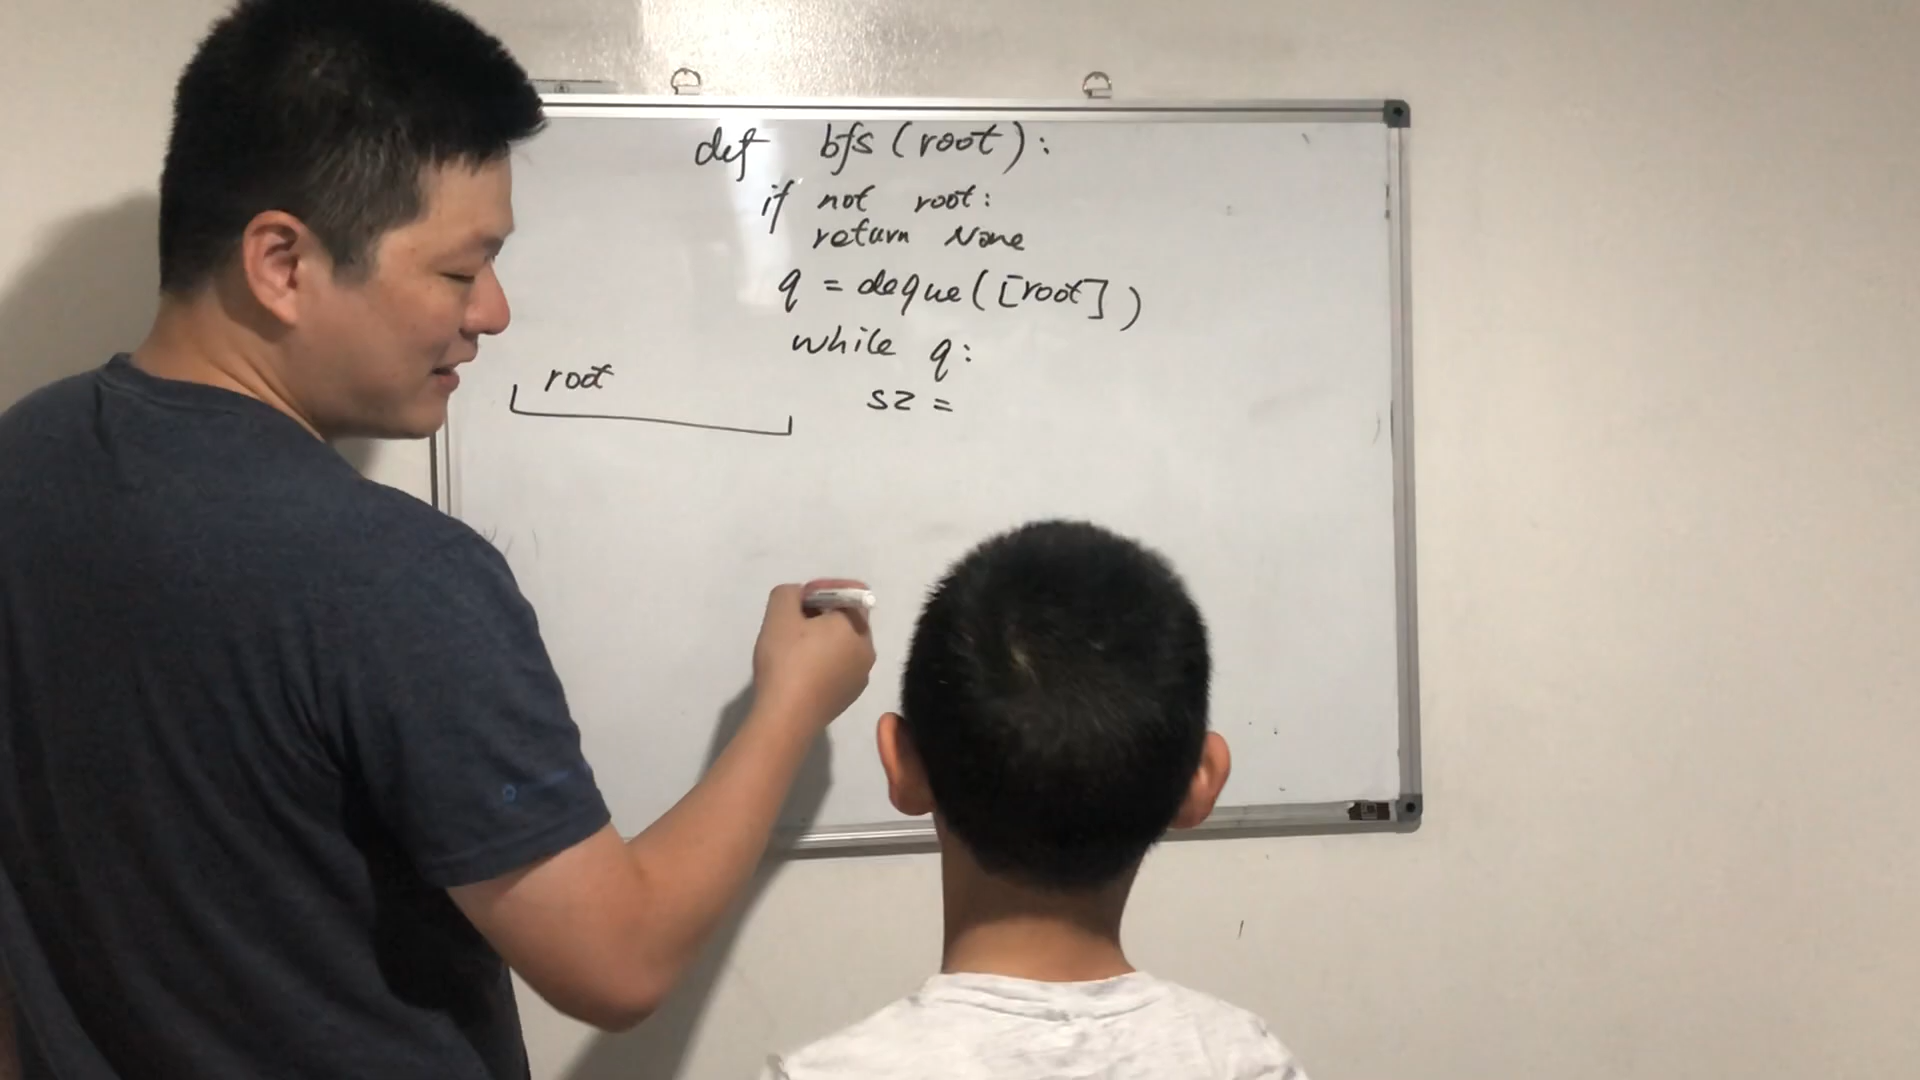 def bfs(root):
if not root:
return None
q = deque([root])
while q:
root
sz =